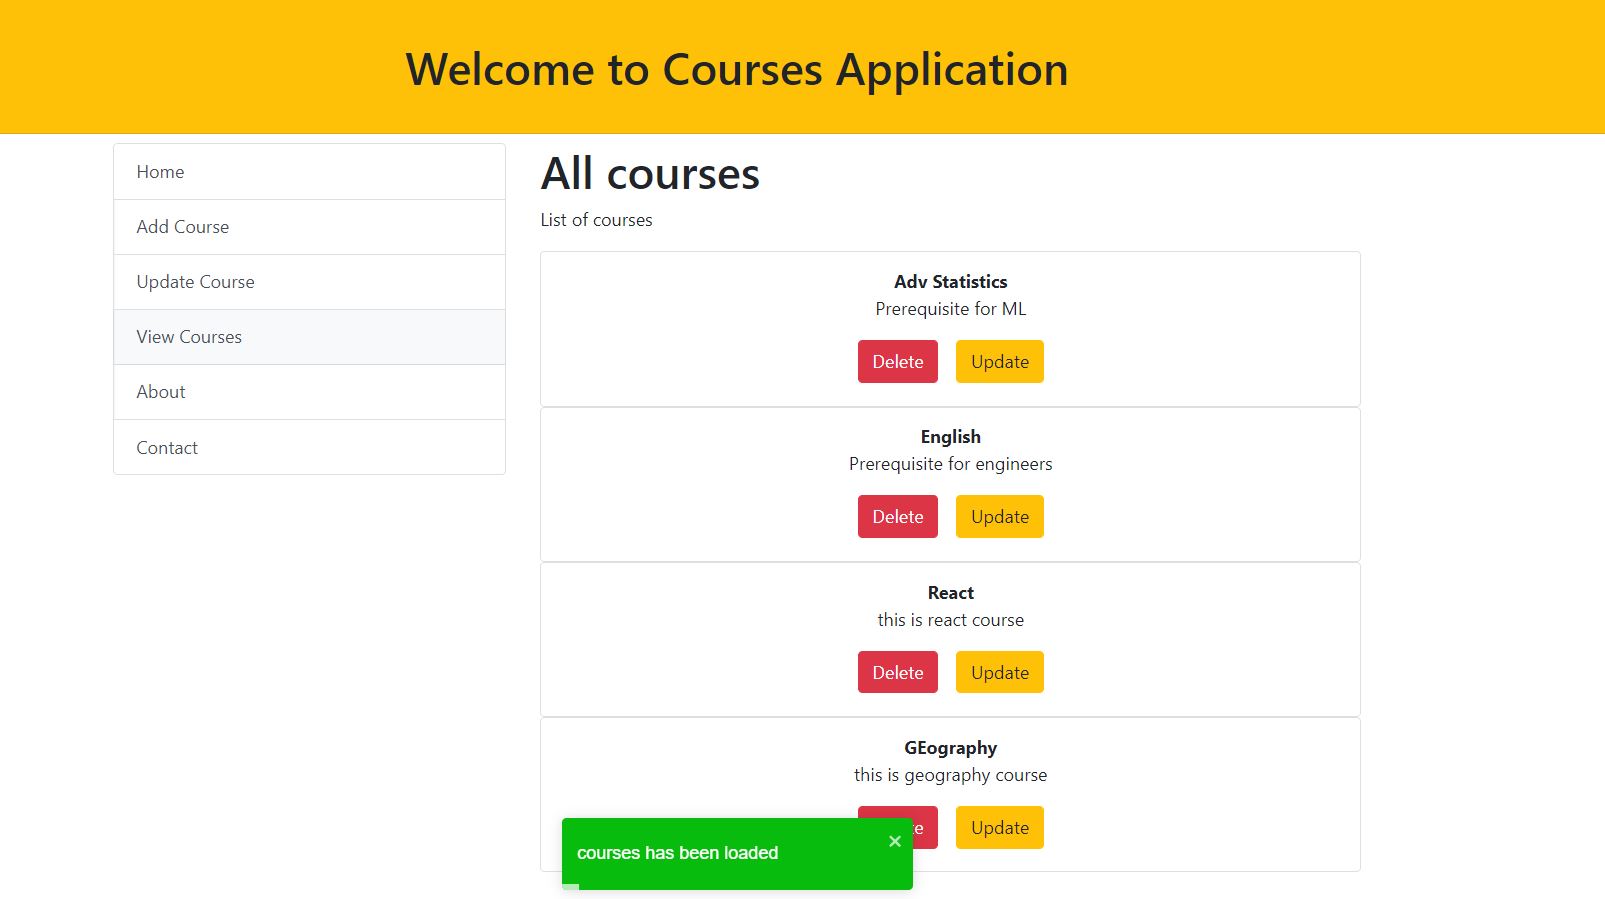 Welcome to Courses Application
Home
Add Course
Update Course
View Courses
About
Contact
All courses
List of courses
Adv Statistics
Prerequisite for ML
Delete Update
English
Prerequisite for engineers
Delete Update
React
this is react course
Delete Update
GEography
this is geography course
Update
courses has been loaded